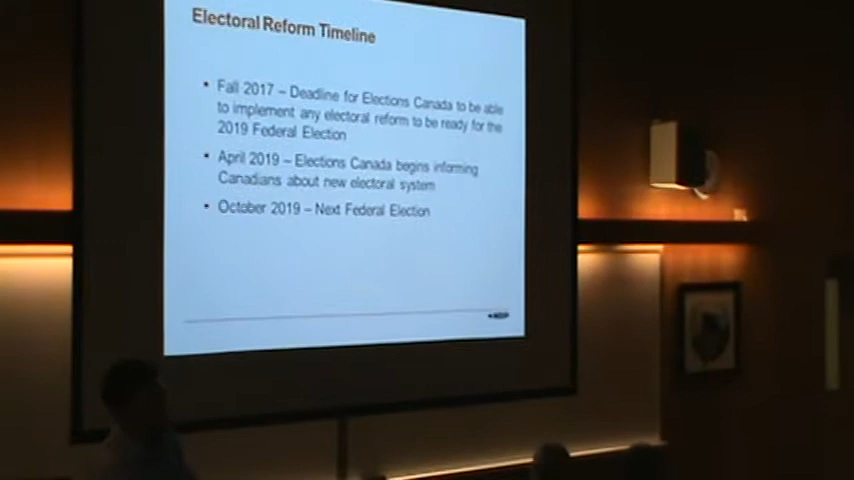 Electoral Reform Timeline
• Fall 2017 – Deadline for Elections Canada to be able
to implement any electoral reform to be ready for the
2019 Federal Election
• April 2019 – Elections Canada begins informing
Canadians about new electoral system
• October 2019 – Next Federal Election